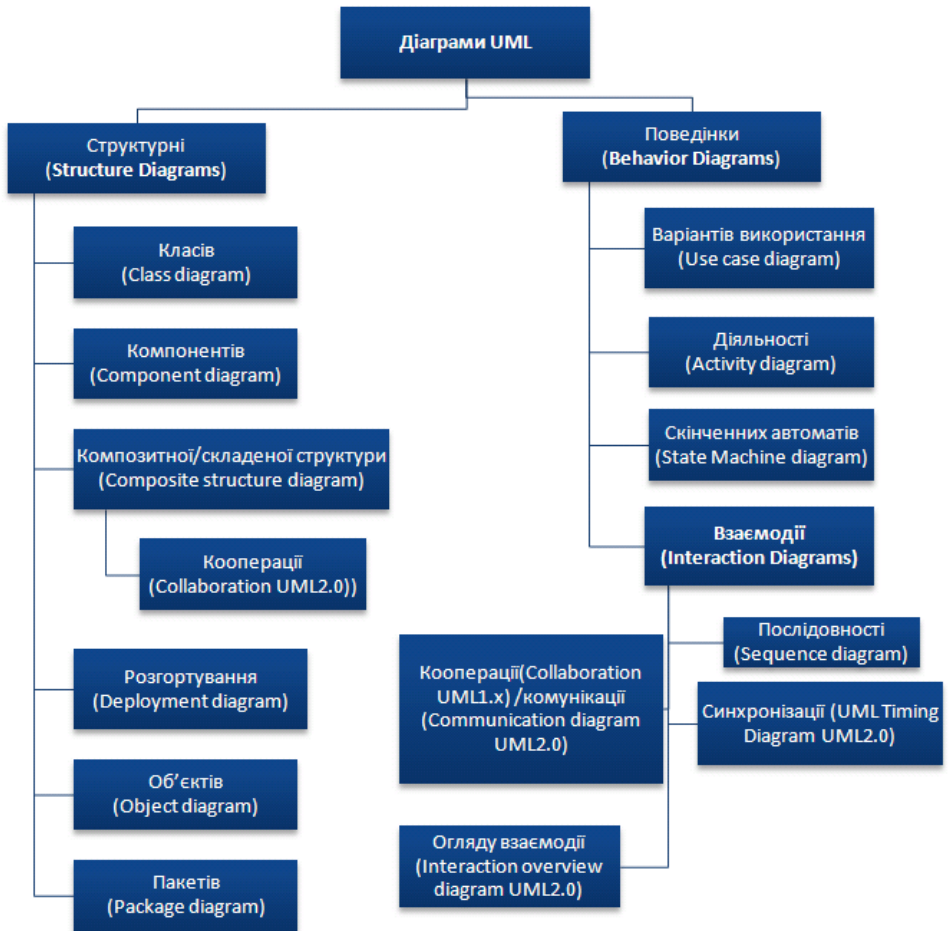 Діаграми UML
Структурні
(Structure Diagrams)
Класів
(Class diagram)
Компонентів
(Component diagram)
Композитної/складеної структури
(Composite structure diagram)
Кооперації
(Collaboration UML2.0))
Розгортування
(Deployment diagram)
Об’єктів
(Object diagram)
Пакетів
(Package diagram)
Поведінки
(Behavior Diagrams)
Варіантів використання
(Use case diagram)
Діяльності
(Activity diagram)
Скінченних автоматів
(State Machine diagram)
Взаємодії
(Interaction Diagrams)
Послідовності
(Sequence diagram)
Кооперації(Collaboration
UML1.x) /комунікації
(Communication diagram
UML2.0)
Синхронізації (UML Timing
Diagram UML2.0)
Огляду взаємодії
(Interaction overview
diagram UML2.0)